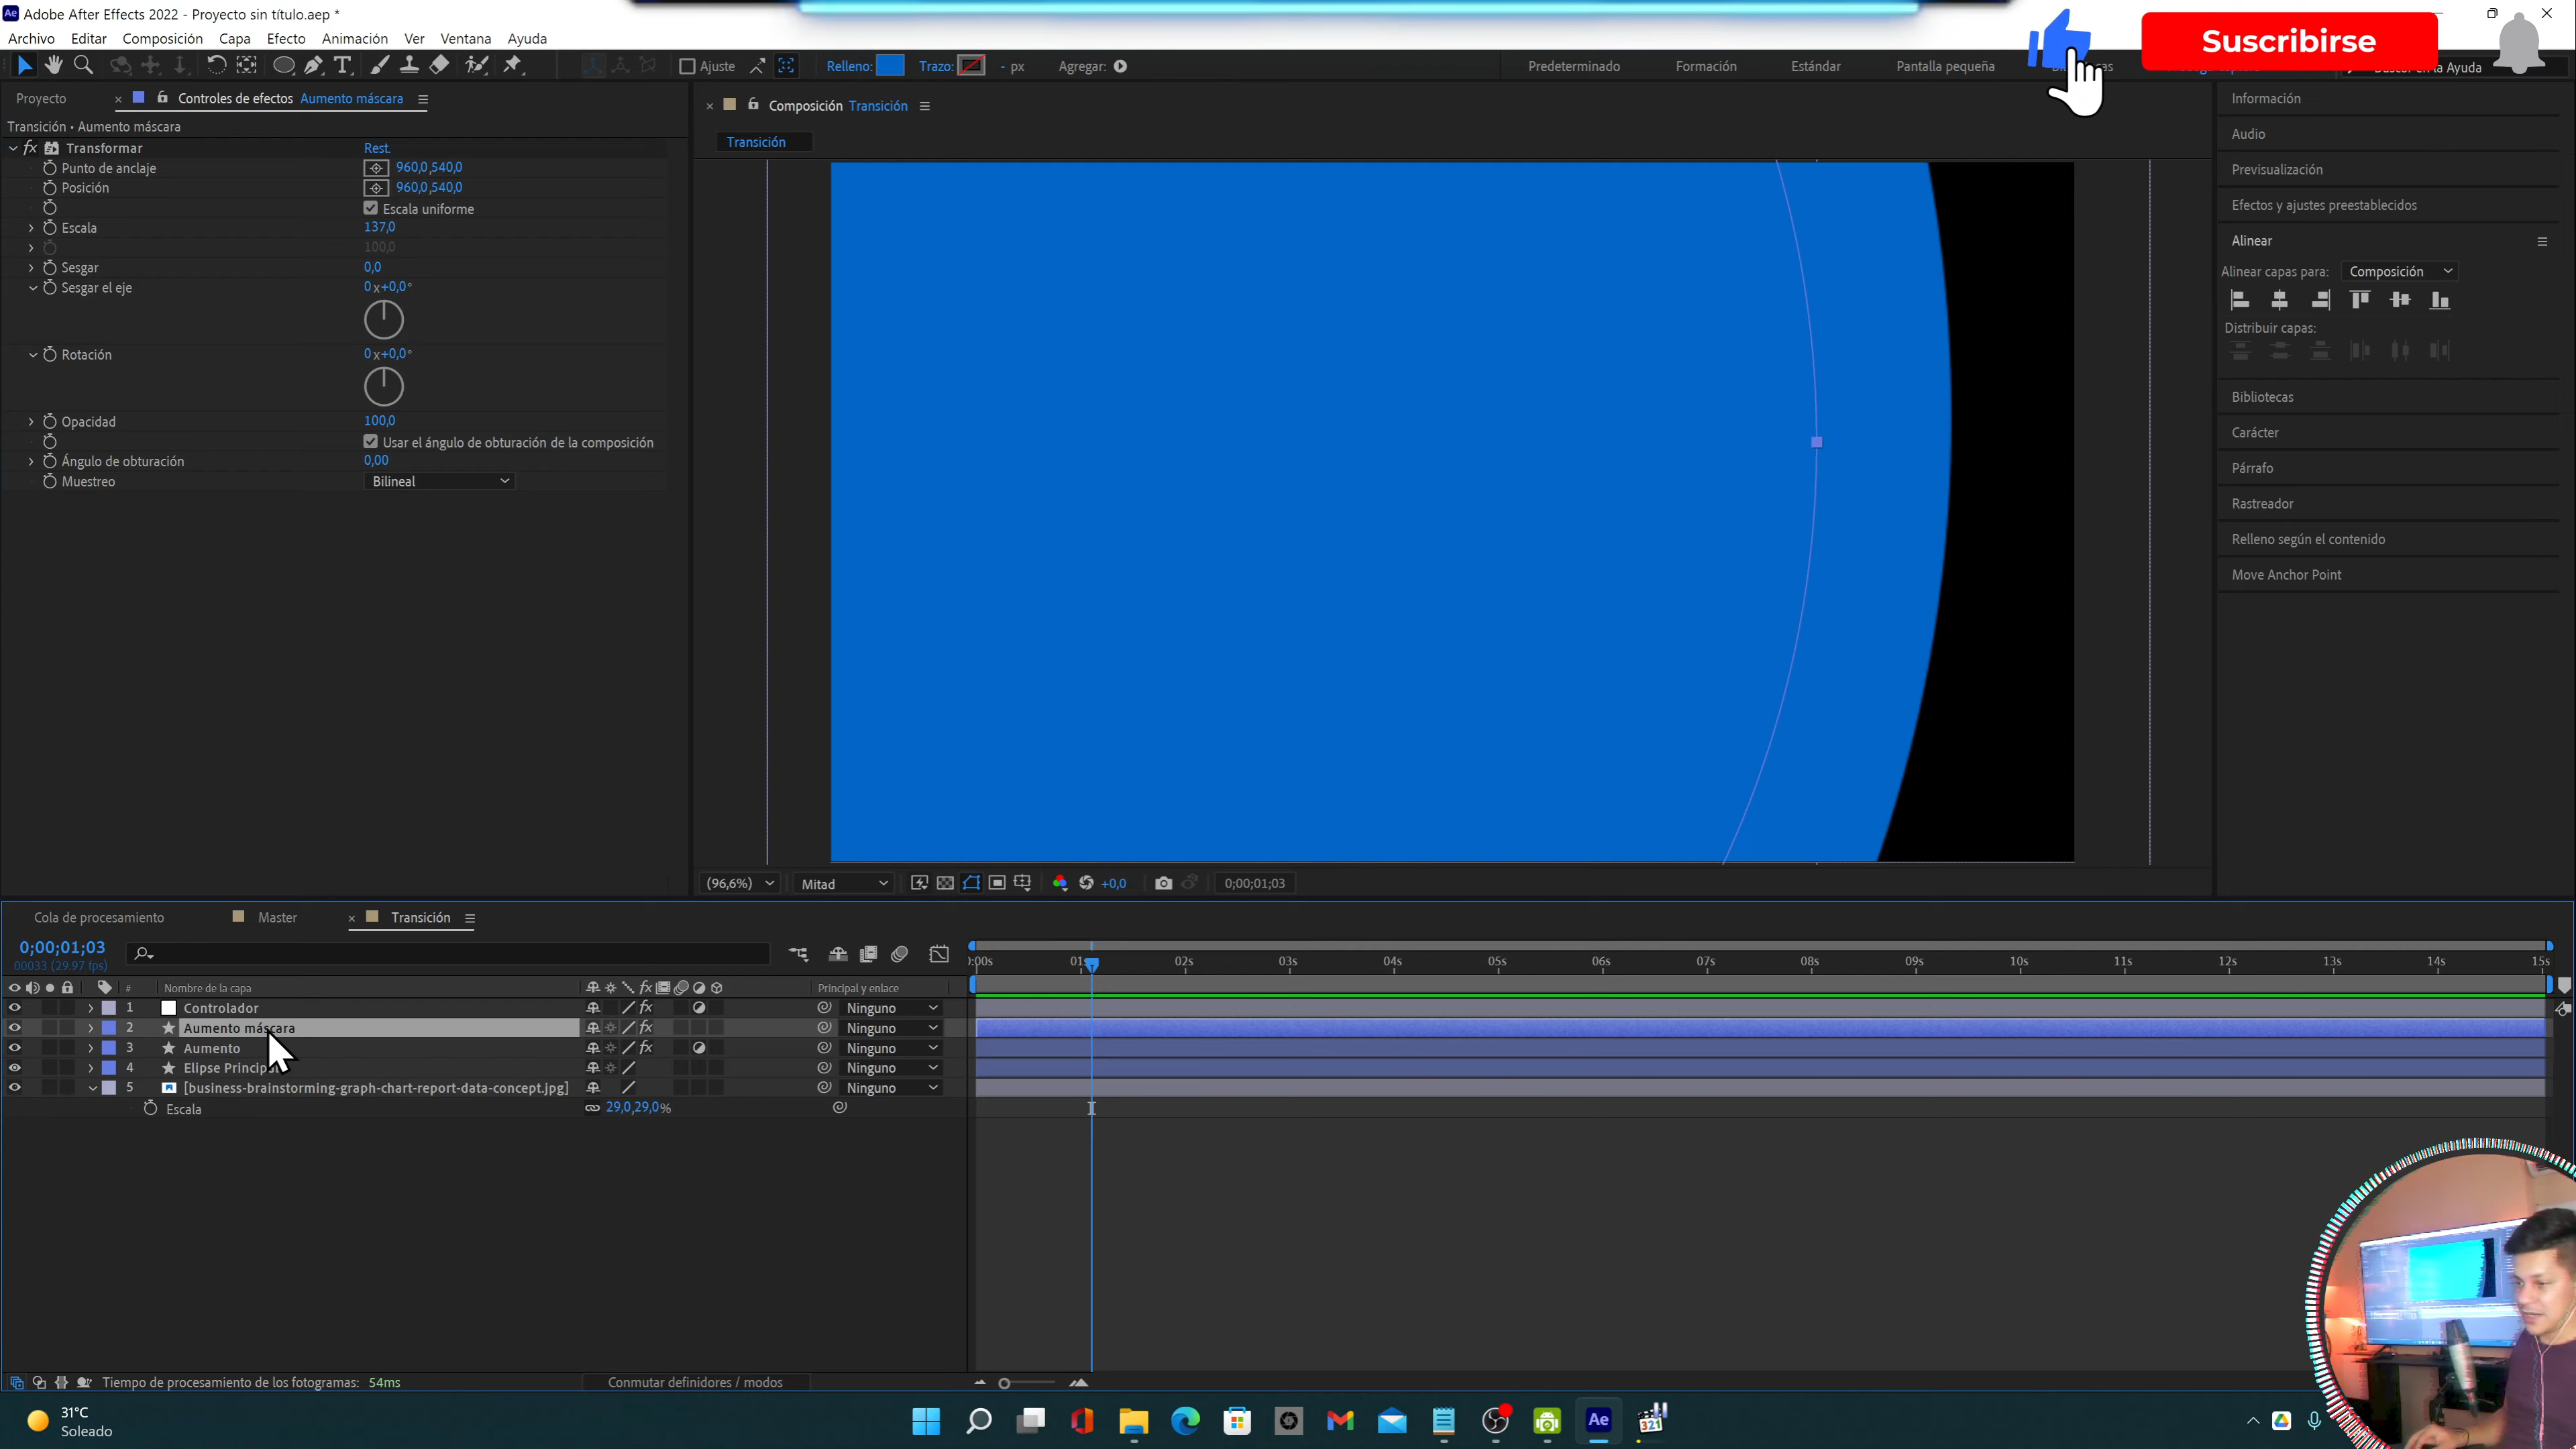 Adobe After Effects 2022 - Proyecto sin título.aep *
Archivo Editar Composición Capa Efecto Animación Ver Ventana Ayuda
Suscribirse
Ajuste Relleno: Trazo: - px Agregar: Predeterminado Formación Estándar Pantalla pequeña
Proyecto Controles de efectos Aumento máscara
Composición Transición
Transición • Aumento máscara
Transición
fx Transformar Rest.
Punto de anclaje 960,0,540,0
Posición 960,0,540,0
Escala uniforme
Escala 137,0
100,0
Sesgar 0,0
Sesgar el eje 0 x+0,0°
Rotación 0 x+0,0°
Opacidad 100,0
Usar el ángulo de obturación de la composición
Ángulo de obturación 0,00
Muestreo Bilineal
Información
Audio
Previsualización
Efectos y ajustes preestablecidos
Alinear
Alinear capas para: Composición
Distribuir capas:
Bibliotecas
Carácter
Párrafo
Rastreador
Relleno según el contenido
Move Anchor Point
(96,6%) Mitad +0,0 0;00;01;03
Cola de procesamiento Master Transición
0;00;01;03
00033 (29.97 fps)
:00s 01s 02s 03s 04s 05s 06s 07s 08s 09s 10s 11s 12s 13s 14s 15s
# Nombre de la capa fx Principal y enlace
1 Controlador fx Ninguno
2 Aumento máscara fx Ninguno
3 Aumento fx Ninguno
4 Elipse Principal Ninguno
5 [business-brainstorming-graph-chart-report-data-concept.jpg] Ninguno
Escala 29,0,29,0%
Tiempo de procesamiento de los fotogramas: 54ms Conmutar definidores / modos
31°C
Soleado
Ae
321